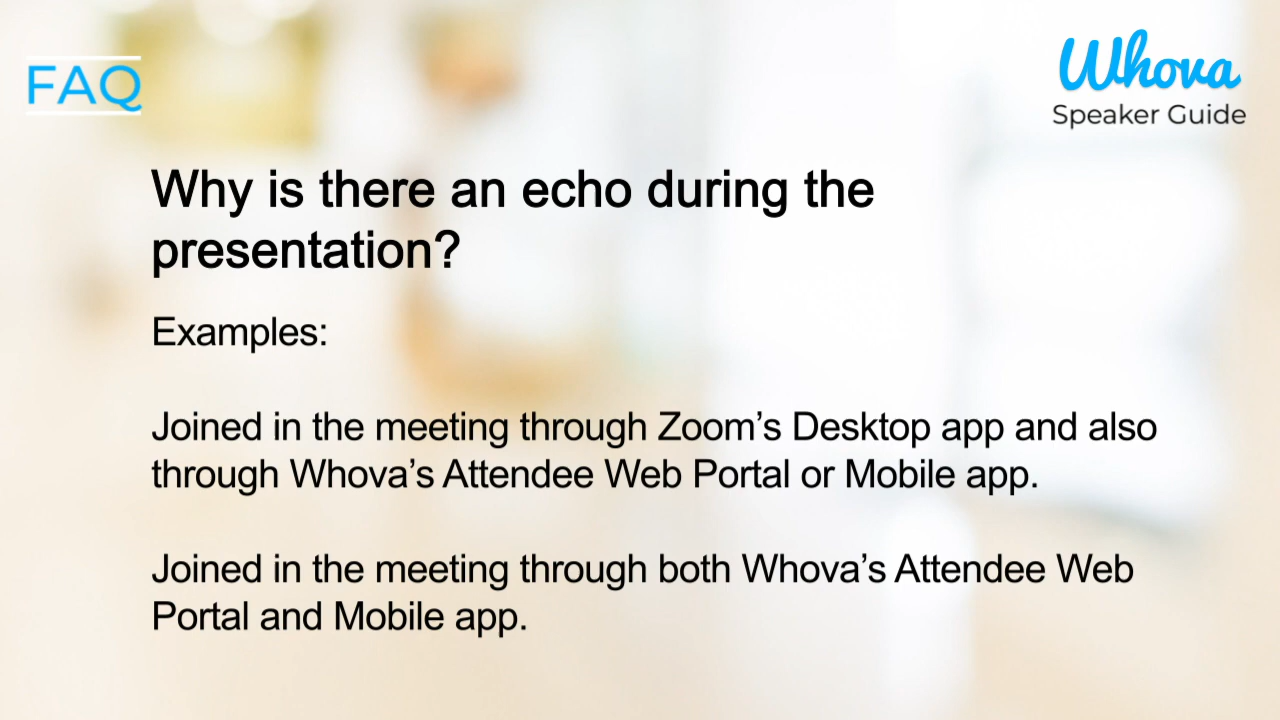 FAQ
Whova
Speaker Guide
Why is there an echo during the
presentation?
Examples:
Joined in the meeting through Zoom’s Desktop app and also
through Whova’s Attendee Web Portal or Mobile app.
Joined in the meeting through both Whova’s Attendee Web
Portal and Mobile app.